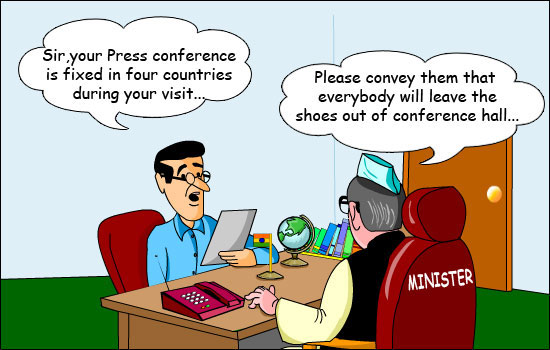 Sir,your Press conference
is fixed in four countries
during your visit...
Please convey them that
everybody will leave the
shoes out of conference hall...
MINISTER